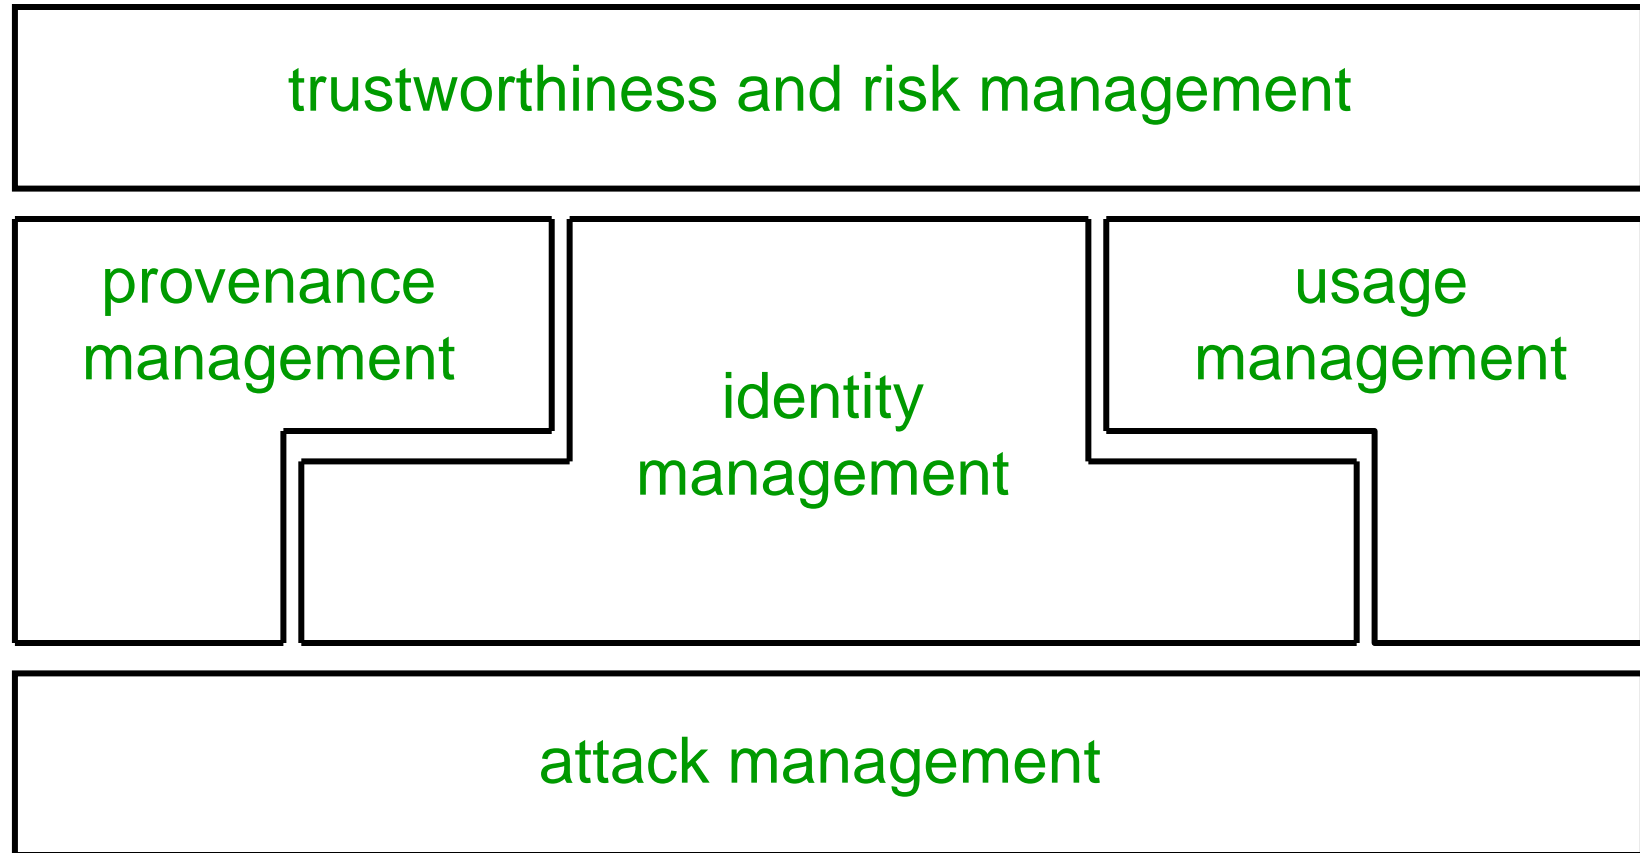 trustworthiness and risk management
provenance
management
identity
management
usage
management
attack management